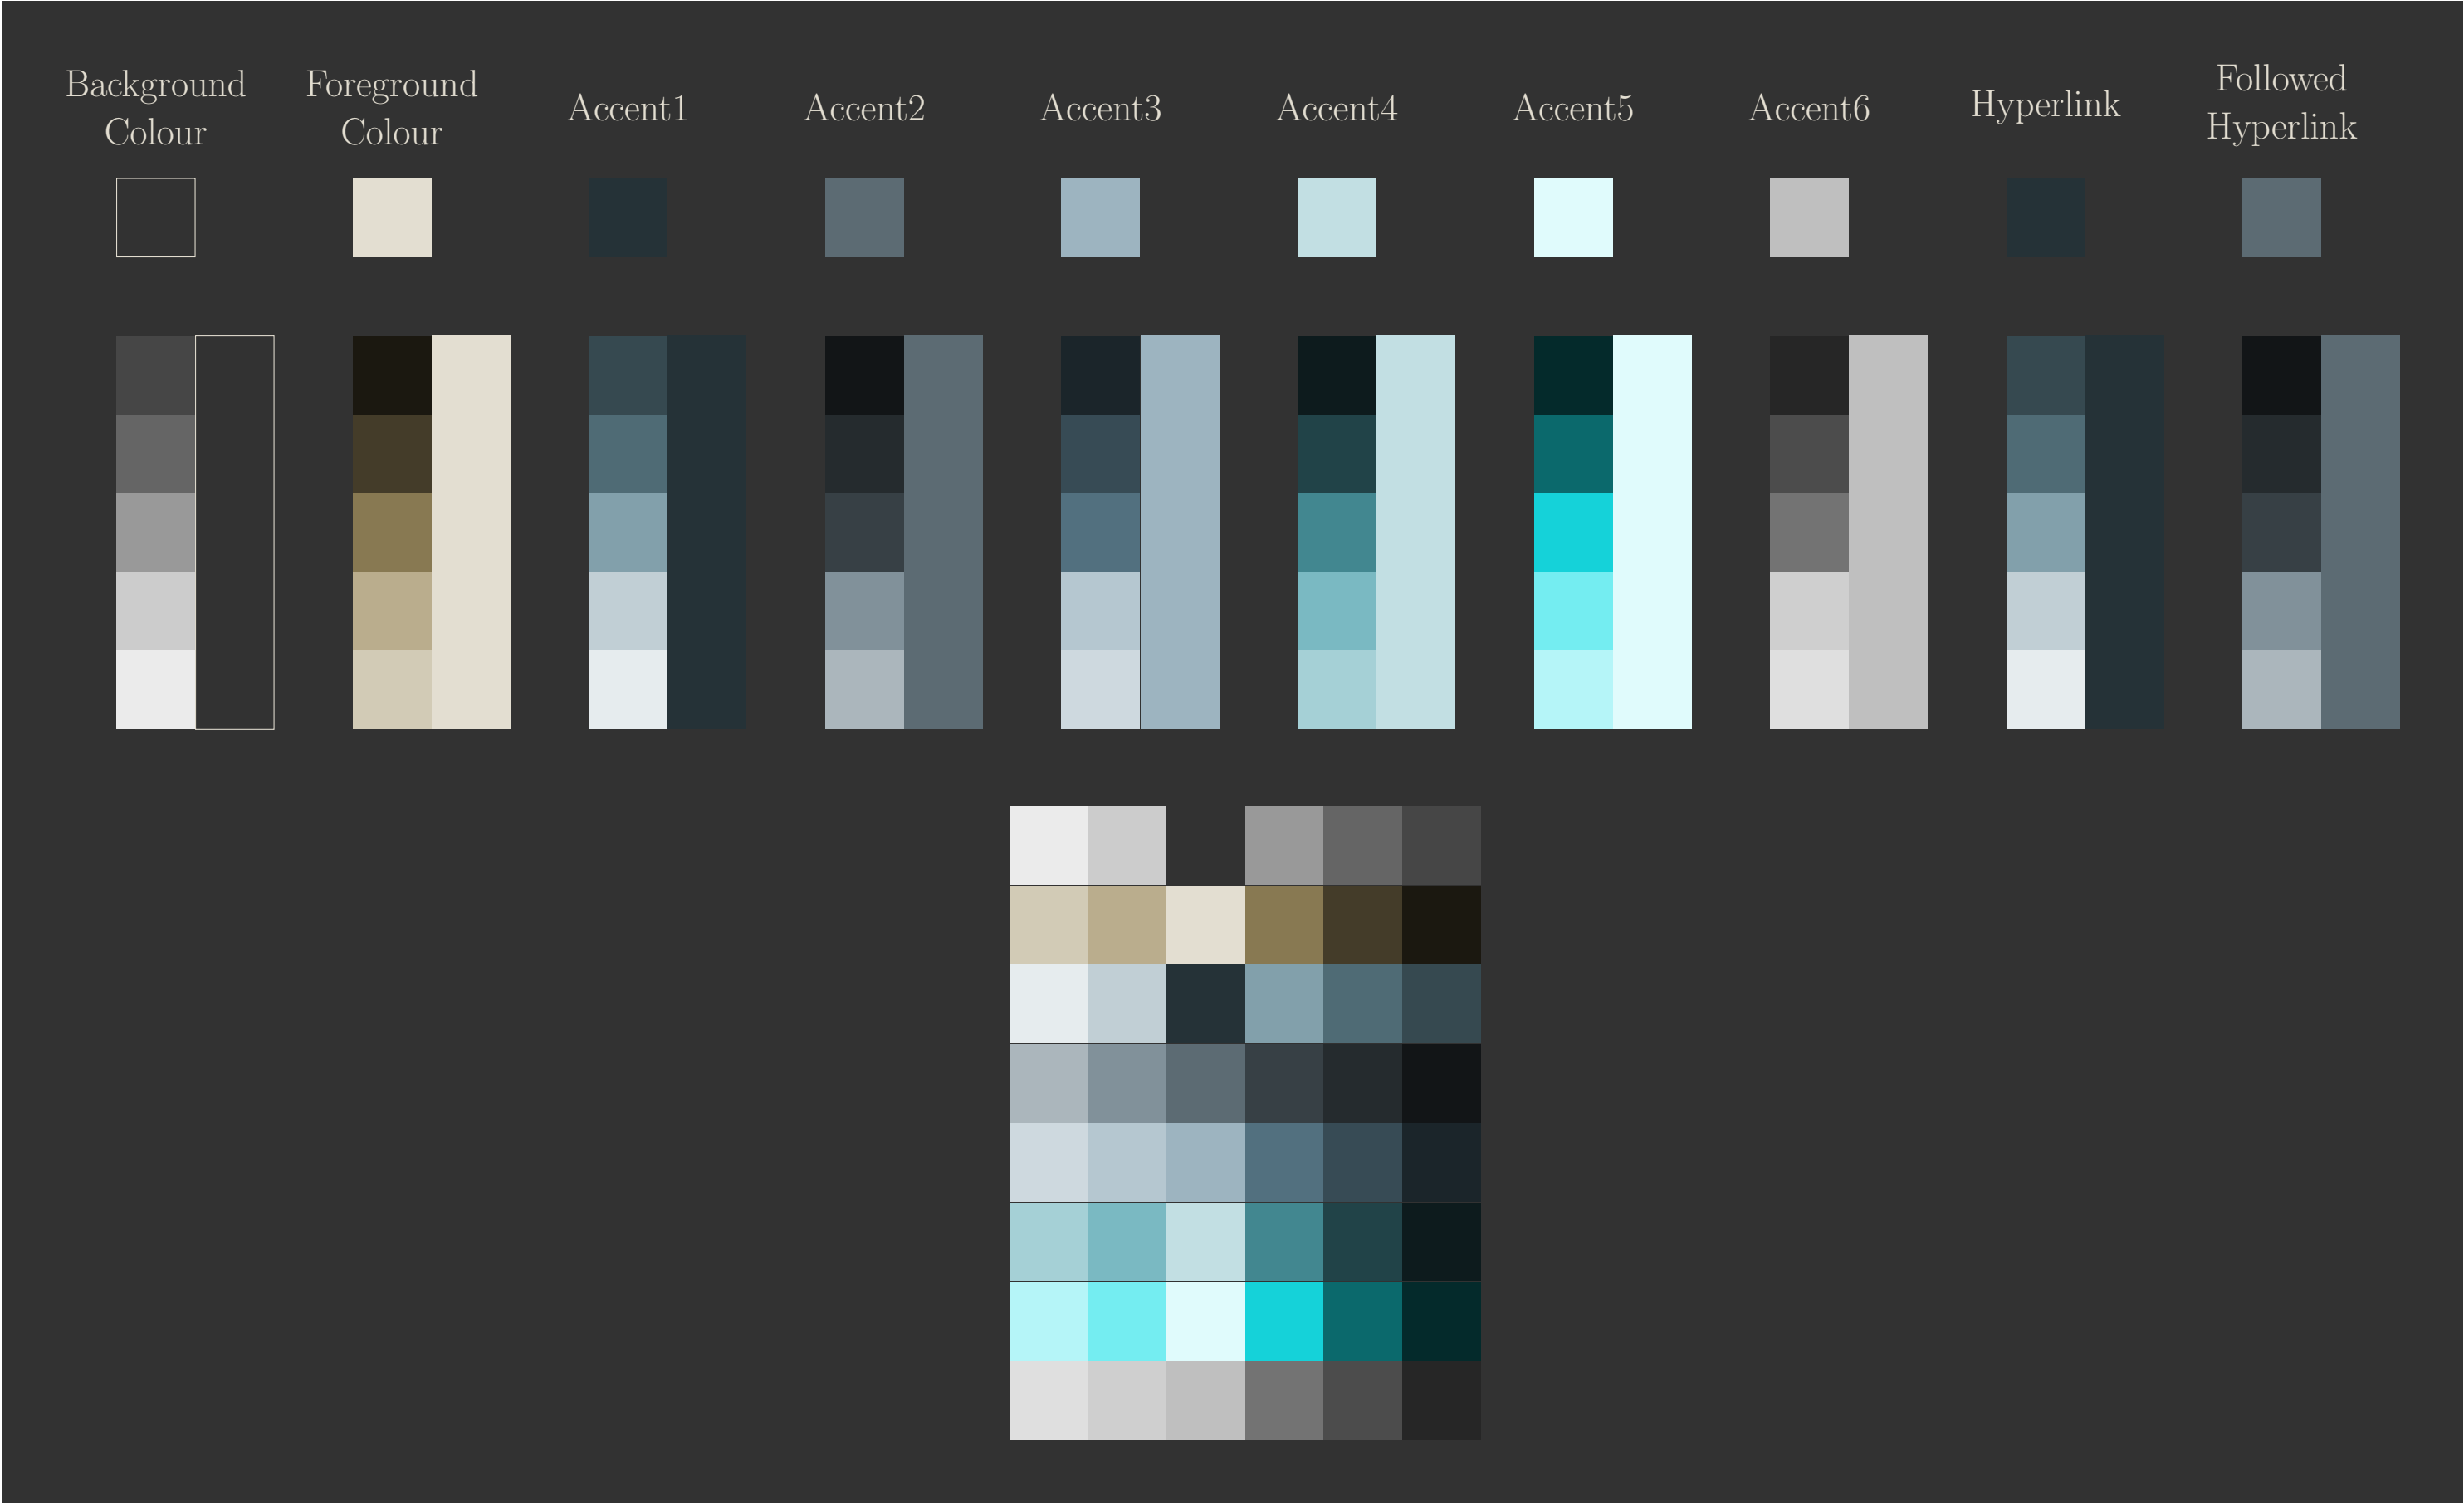 Background
Colour
Foreground
Colour
Accent1
Accent2
Accent3
Accent4
Accent5
Accent6
Hyperlink
Followed
Hyperlink